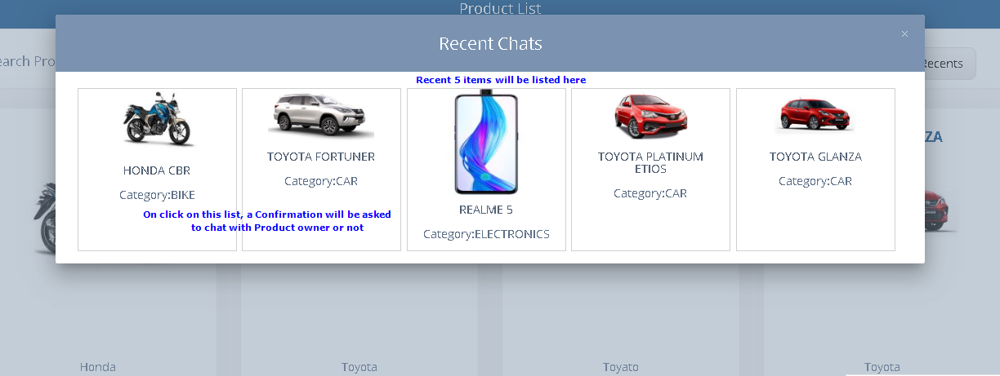 Product List
Recent Chats
×
earch Pro
Recents
Recent 5 items will be listed here
HONDA CBR
Category:BIKE
TOYOTA FORTUNER
Category:CAR
REALME 5
Category:ELECTRONICS
TOYOTA PLATINUM
ETIOS
Category:CAR
TOYOTA GLANZA
Category:CAR
ZA
On click on this list, a Confirmation will be asked
to chat with Product owner or not
Honda
Toyota
Toyato
Toyota